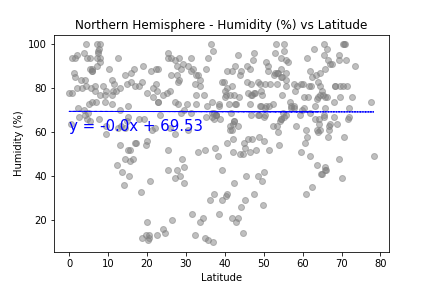 Northern Hemisphere - Humidity (%) vs Latitude
100
80
60
40
20
Humidity (%)
y = -0.0x + 69.53
0 10 20 30 40 50 60 70 80
Latitude